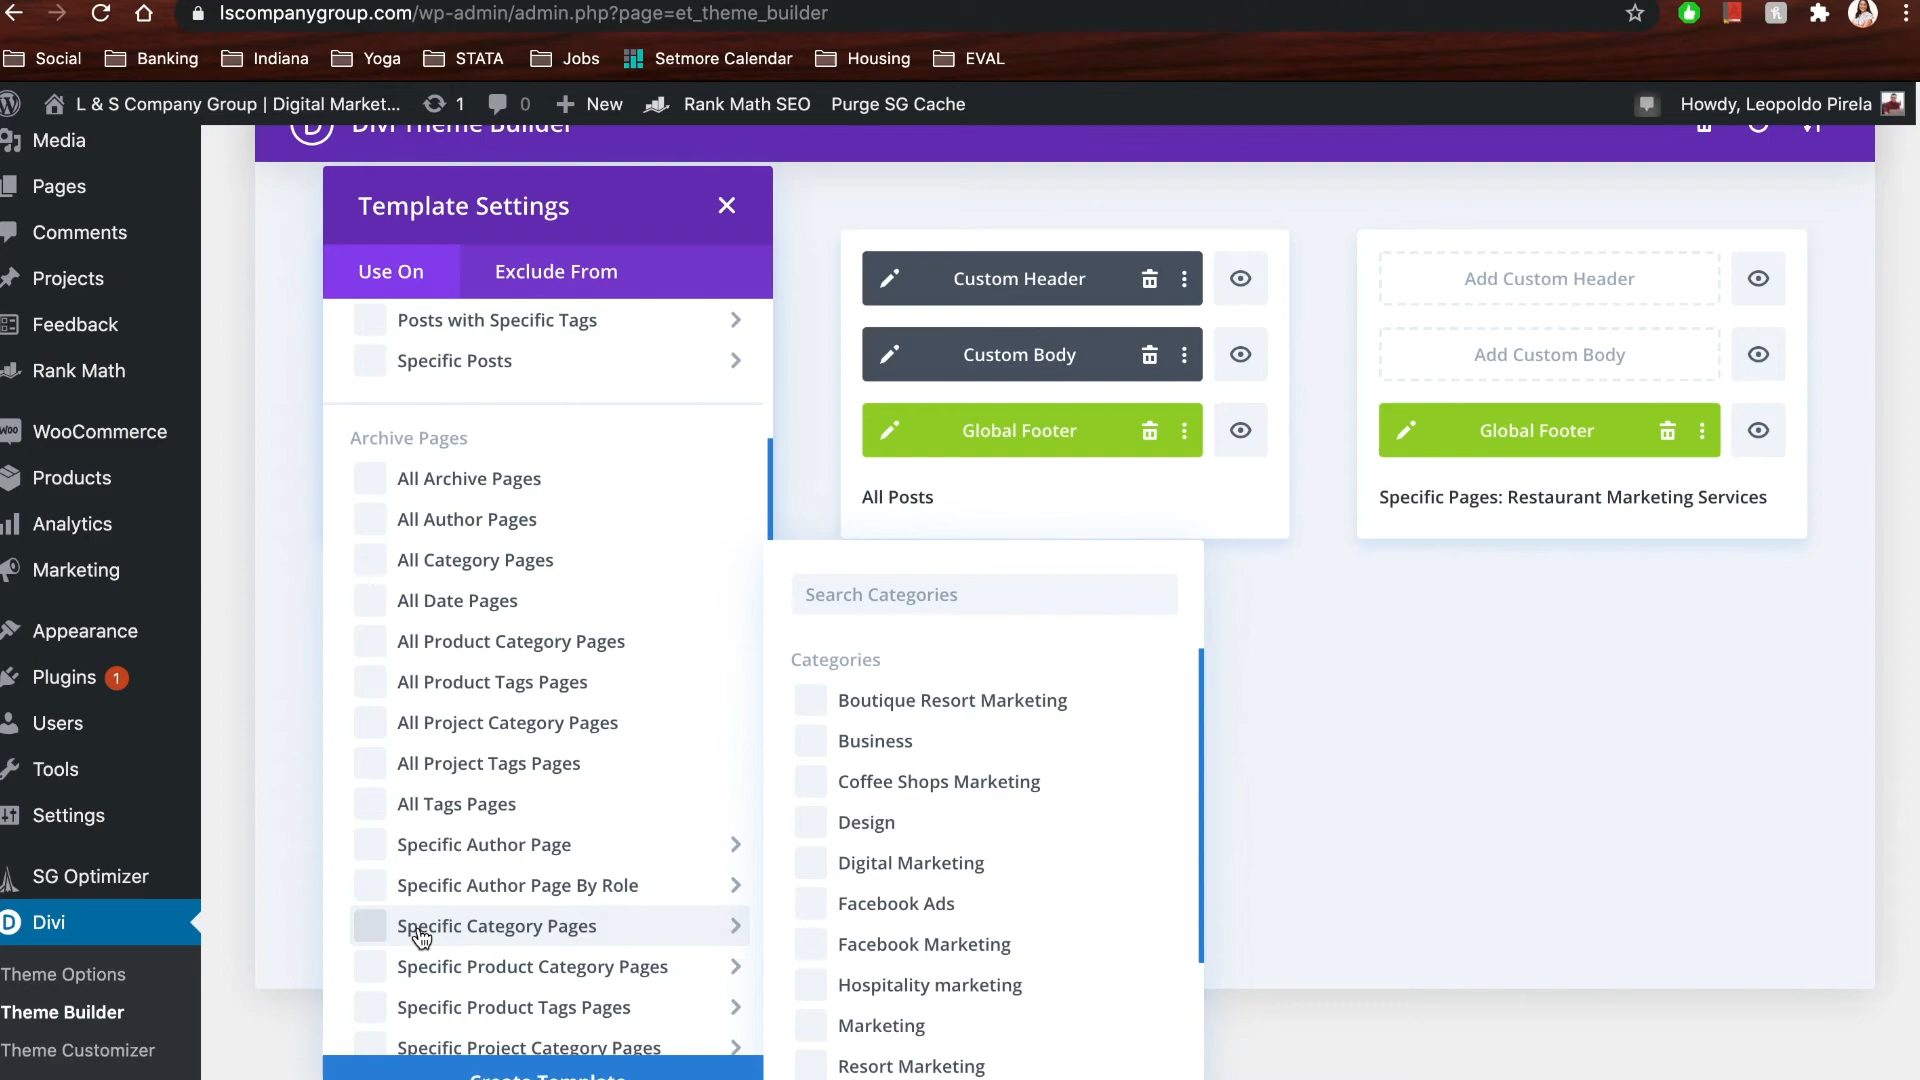 lscompanygroup.com/wp-admin/admin.php?page=et_theme_builder
Social Banking Indiana Yoga STATA Jobs Setmore Calendar Housing EVAL
L & S Company Group | Digital Market... 1 0 New Rank Math SEO Purge SG Cache Howdy, Leopoldo Pirela
Divi Theme Builder
Media
Pages
Comments
Projects
Feedback
Rank Math
WooCommerce
Products
Analytics
Marketing
Appearance
Plugins 1
Users
Tools
Settings
SG Optimizer
Divi
Theme Options
Theme Builder
Theme Customizer
Template Settings
Use On Exclude From
Posts with Specific Tags
Specific Posts
Archive Pages
All Archive Pages
All Author Pages
All Category Pages
All Date Pages
All Product Category Pages
All Product Tags Pages
All Project Category Pages
All Project Tags Pages
All Tags Pages
Specific Author Page
Specific Author Page By Role
Specific Category Pages
Specific Product Category Pages
Specific Product Tags Pages
Specific Project Category Pages
Create Template
Search Categories
Categories
Boutique Resort Marketing
Business
Coffee Shops Marketing
Design
Digital Marketing
Facebook Ads
Facebook Marketing
Hospitality marketing
Marketing
Resort Marketing
Custom Header
Custom Body
Global Footer
All Posts
Add Custom Header
Add Custom Body
Global Footer
Specific Pages: Restaurant Marketing Services